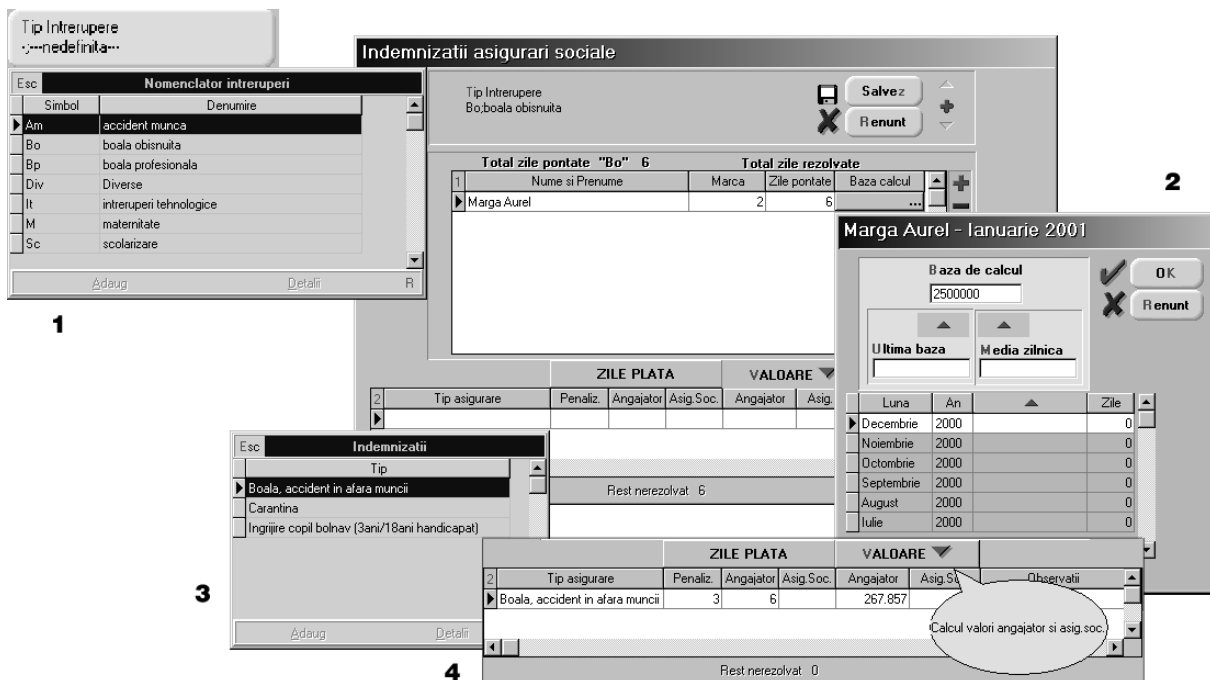 Tip Intrerupere
-;---nedefinita---
Esc Nomenclator intreruperi
Simbol Denumire
Am accident munca
Bo boala obisnuita
Bp boala profesionala
Div Diverse
It intreruperi tehnologice
M maternitate
Sc scolarizare
Adaug Detalii R
1
Indemnizatii asigurari sociale
Tip Intrerupere
Bo;boala obisnuita
Salvez
Renunt
Total zile pontate "Bo" 6 Total zile rezolvate
1 Nume si Prenume Marca Zile pontate Baza calcul
Marga Aurel 2 6 ...
ZILE PLATA VALOARE
2 Tip asigurare Penaliz. Angajator Asig.Soc. Angajator Asig.
Rest nerezolvat 6
2
Marga Aurel - Ianuarie 2001
Baza de calcul
2500000
OK
Renunt
Ultima baza Media zilnica
Luna An Zile
Decembrie 2000 0
Noiembrie 2000 0
Octombrie 2000 0
Septembrie 2000 0
August 2000 0
Iulie 2000 0
Esc Indemnizatii
Tip
Boala, accident in afara muncii
Carantina
Ingrijire copil bolnav (3ani/18ani handicapat)
Adaug Detalii
3
ZILE PLATA VALOARE
2 Tip asigurare Penaliz. Angajator Asig.Soc. Angajator Asig.So Observatii
Boala, accident in afara muncii 3 6 267.857
Calcul valori angajator si asig.soc.
Rest nerezolvat 0
4